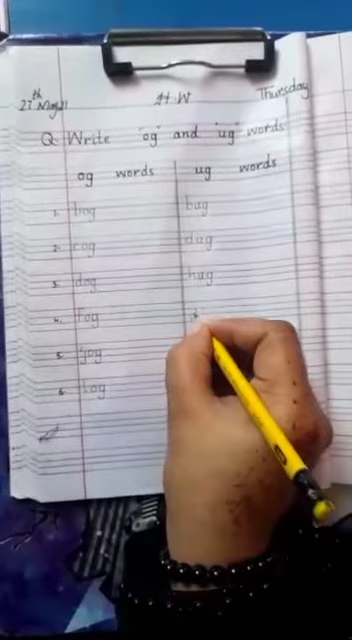 27th May 21 H.W Thursday
Q. Write "og" and "ug" words
og words ug words
1. bog bug
2. cog dug
3. dog hug
4. fog
5. jog
6. log